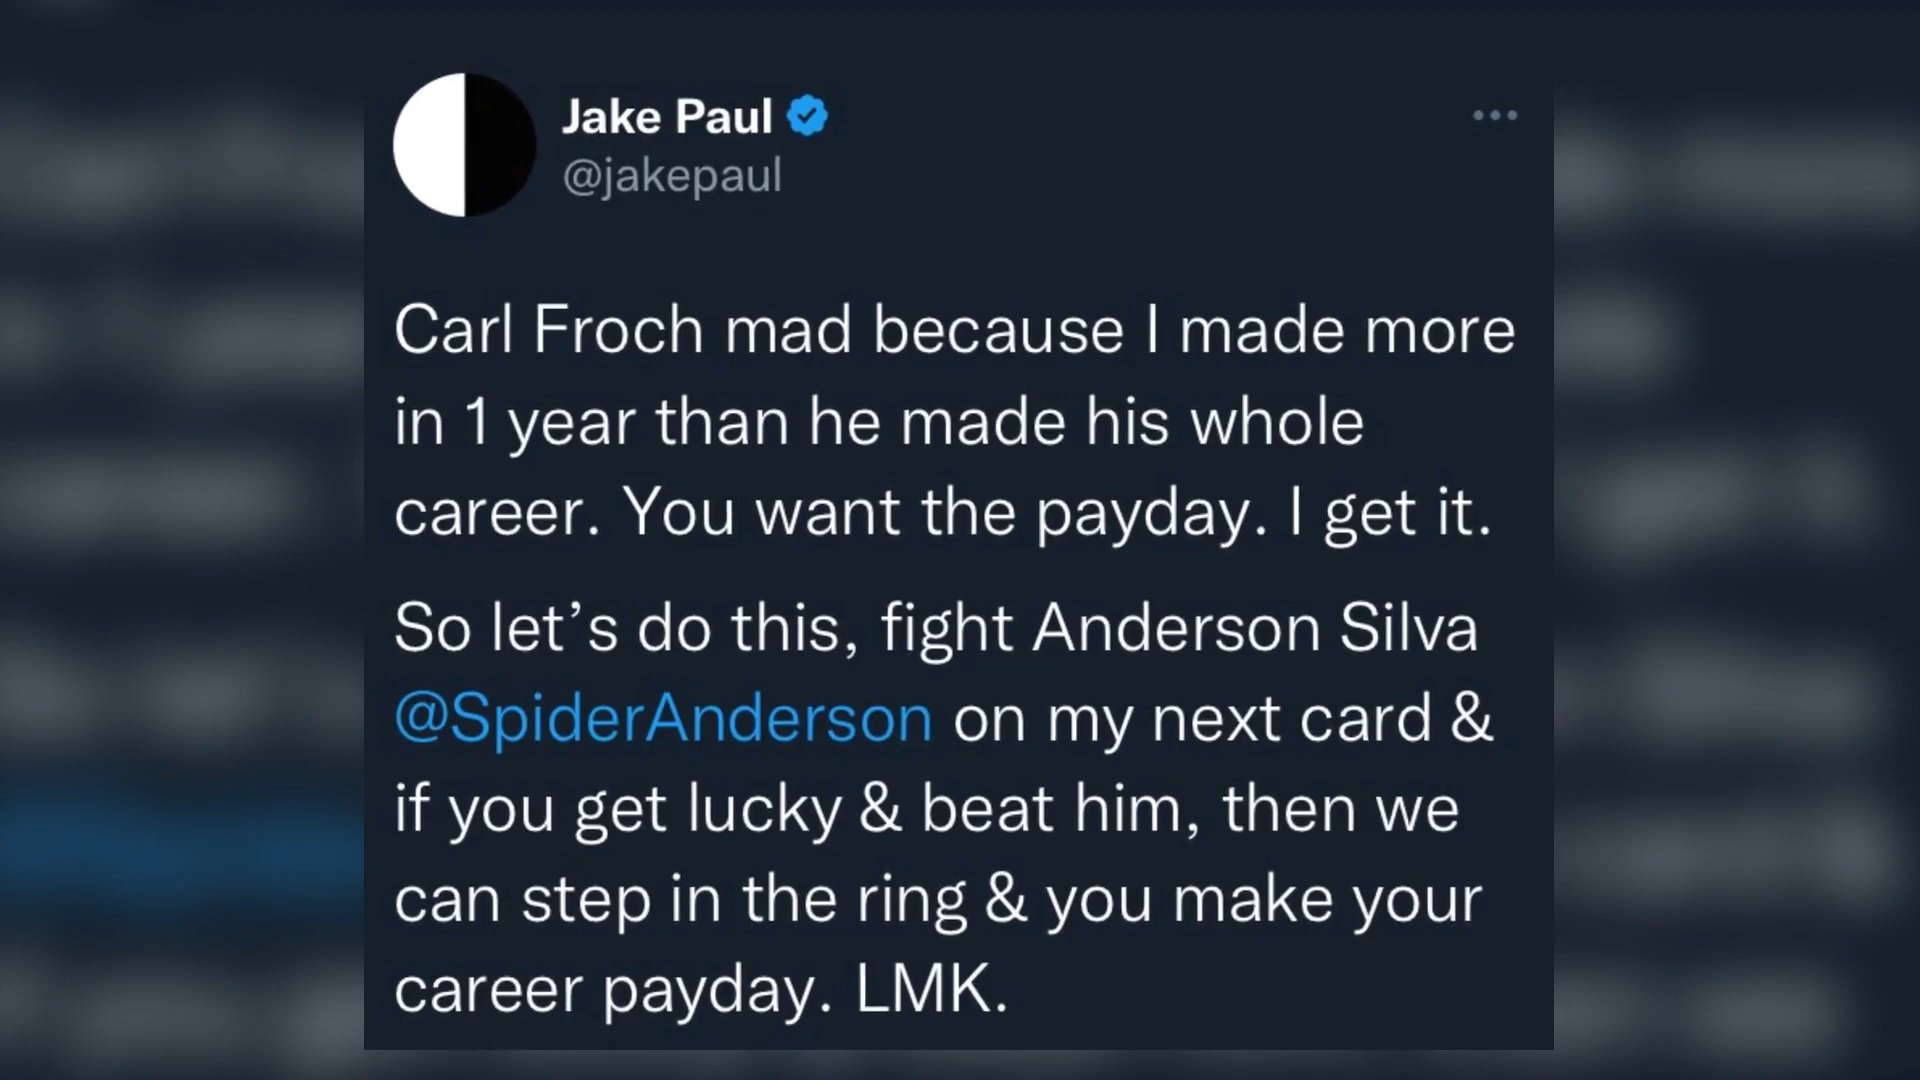 Jake Paul
@jakepaul
Carl Froch mad because I made more
in 1 year than he made his whole
career. You want the payday. I get it.
So let’s do this, fight Anderson Silva
@SpiderAnderson on my next card &
if you get lucky & beat him, then we
can step in the ring & you make your
career payday. LMK.